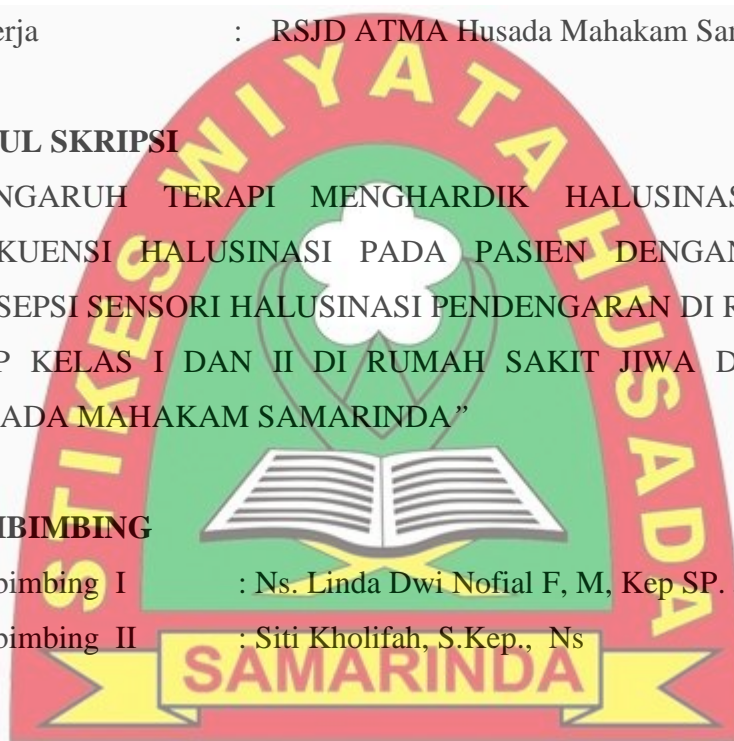 erja : RSJD ATMA Husada Mahakam Sar
UL SKRIPSI
NGARUH TERAPI MENGHARDIK HALUSINAS
KUENSI HALUSINASI PADA PASIEN DENGAN
SEPSI SENSORI HALUSINASI PENDENGARAN DI R
P KELAS I DAN II DI RUMAH SAKIT JIWA D
ADA MAHAKAM SAMARINDA”
IBIMBING
bimbing I : Ns. Linda Dwi Nofial F, M, Kep SP.
bimbing II : Siti Kholifah, S.Kep., Ns
STIKES WIYATA HUSADA
SAMARINDA